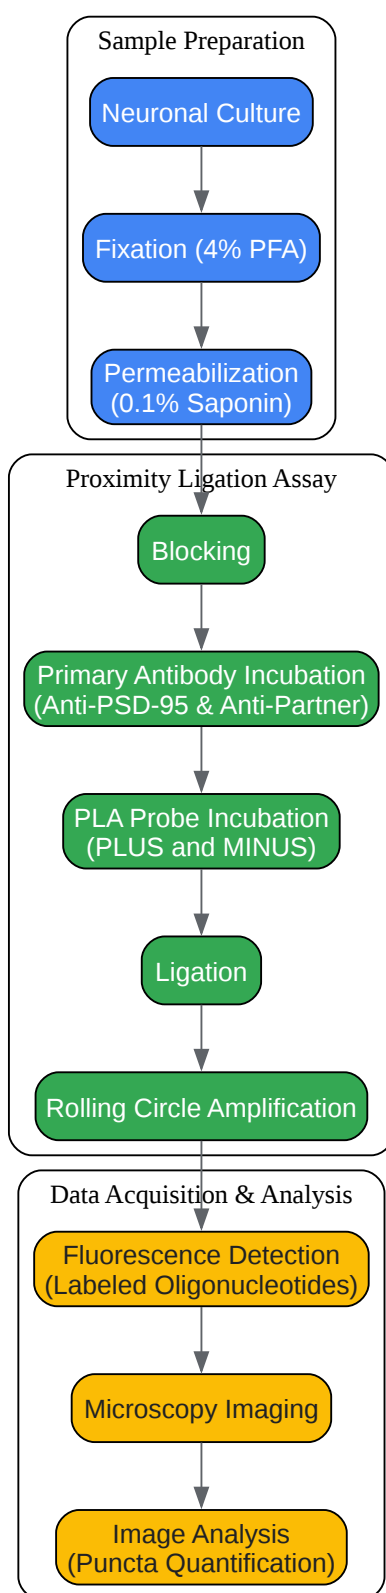 Sample Preparation
Neuronal Culture
Fixation (4% PFA)
Permeabilization
(0.1% Saponin)
Proximity Ligation Assay
Blocking
Primary Antibody Incubation
(Anti-PSD-95 & Anti-Partner)
PLA Probe Incubation
(PLUS and MINUS)
Ligation
Rolling Circle Amplification
Data Acquisition & Analysis
Fluorescence Detection
(Labeled Oligonucleotides)
Microscopy Imaging
Image Analysis
(Puncta Quantification)